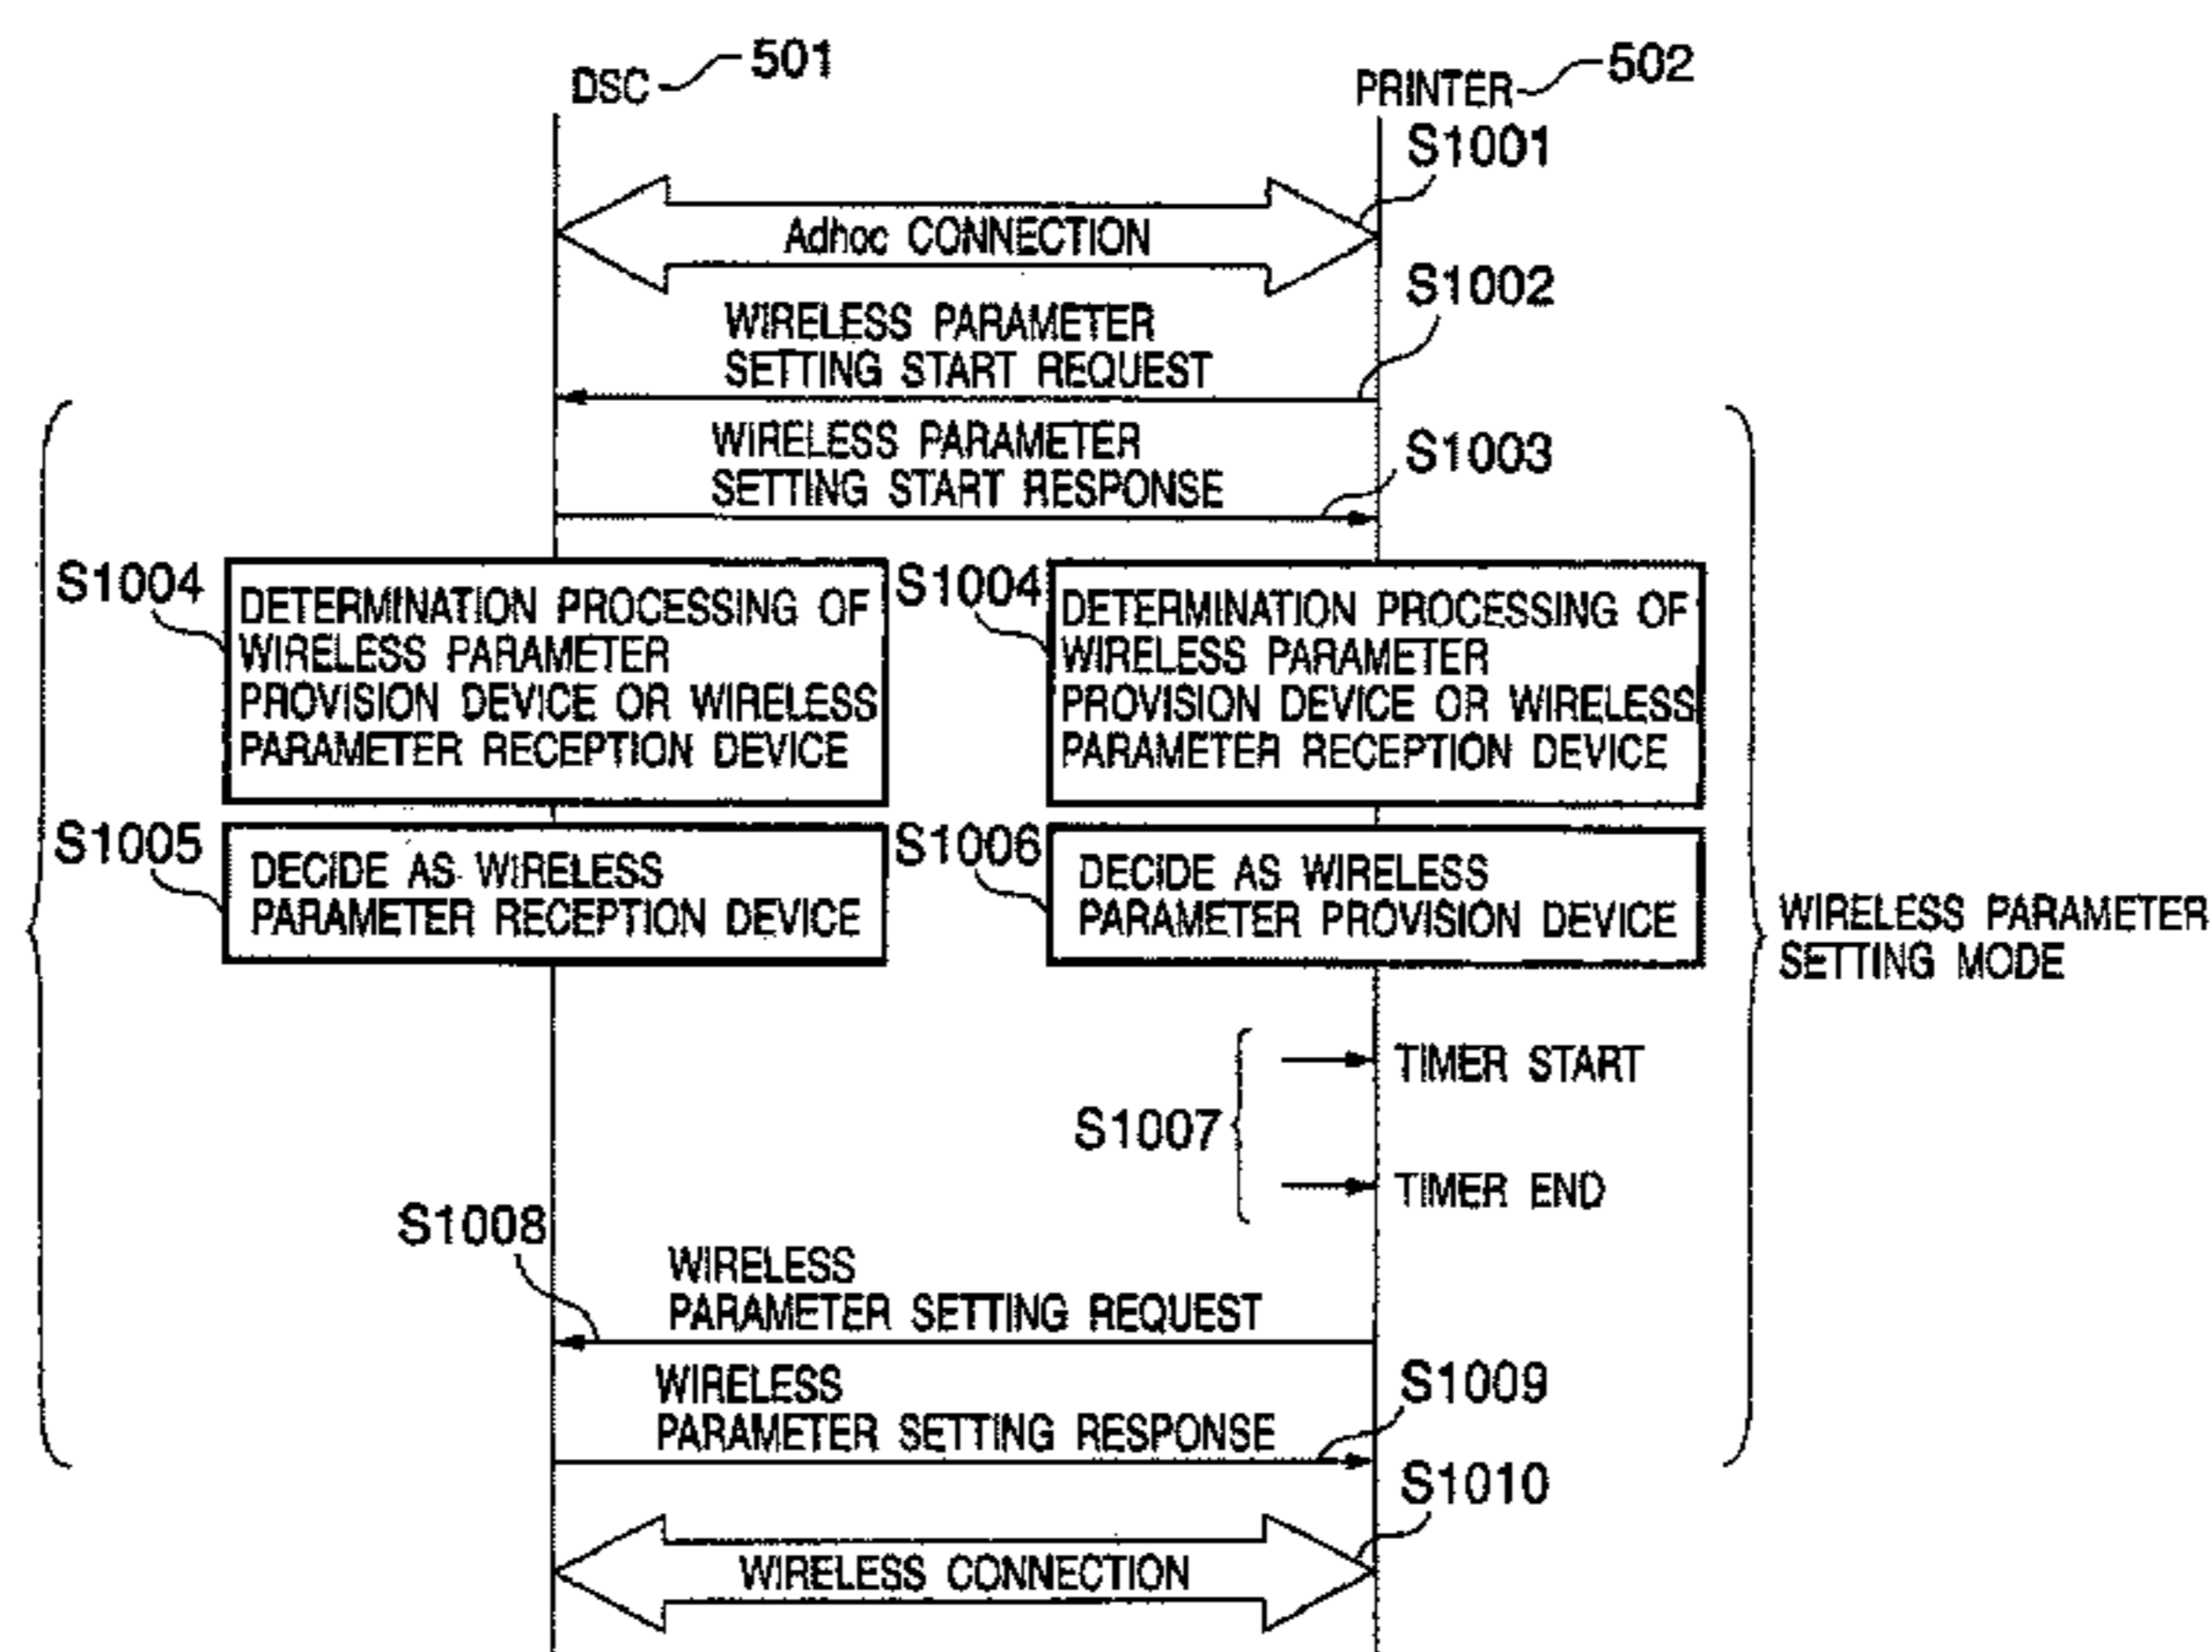 DSC
501
PRINTER
502
S1001
Adhoc CONNECTION
S1002
WIRELESS PARAMETER
SETTING START REQUEST
WIRELESS PARAMETER
SETTING START RESPONSE
S1003
S1004
DETERMINATION PROCESSING OF
WIRELESS PARAMETER
PROVISION DEVICE OR WIRELESS
PARAMETER RECEPTION DEVICE
S1004
DETERMINATION PROCESSING OF
WIRELESS PARAMETER
PROVISION DEVICE OR WIRELESS
PARAMETER RECEPTION DEVICE
S1005
DECIDE AS WIRELESS
PARAMETER RECEPTION DEVICE
S1006
DECIDE AS WIRELESS
PARAMETER PROVISION DEVICE
WIRELESS PARAMETER
SETTING MODE
TIMER START
S1007
TIMER END
S1008
WIRELESS
PARAMETER SETTING REQUEST
WIRELESS
PARAMETER SETTING RESPONSE
S1009
S1010
WIRELESS CONNECTION